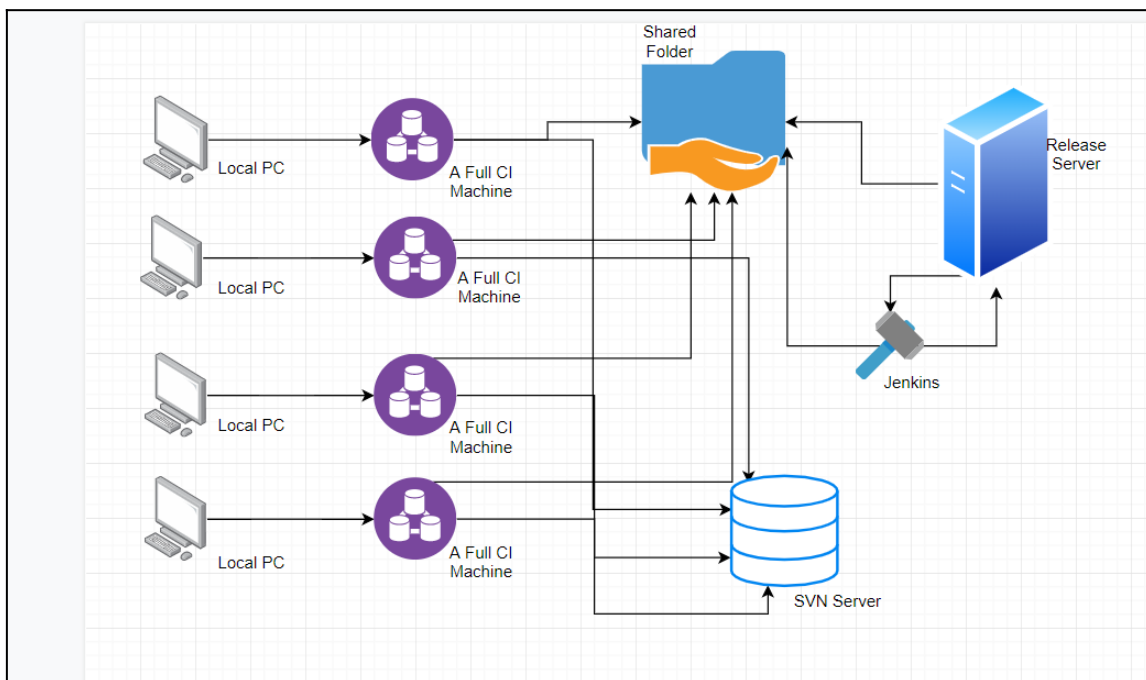 Shared
Folder
Local PC
A Full CI
Machine
Release
Server
Local PC
A Full CI
Machine
Jenkins
Local PC
A Full CI
Machine
Local PC
A Full CI
Machine
SVN Server